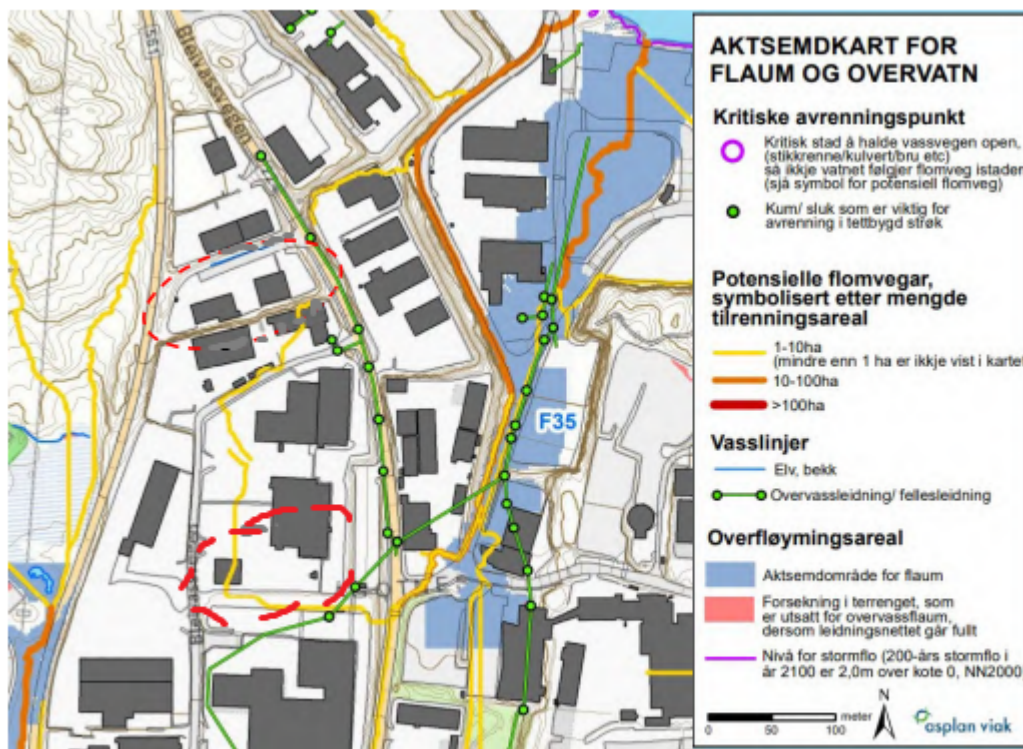 561
Bleivassvegen
F35
AKTSEMDKART FOR
FLAUM OG OVERVATN
Kritiske avrenningspunkt
Kritisk stad å halde vassvegen open,
(stikkrenne/kulvert/bru etc)
så ikkje vatnet følgjer flomveg istaden
(sjå symbol for potensiell flomveg)
Kum/ sluk som er viktig for
avrenning i tettbygd strøk
Potensielle flomvegar,
symbolisert etter mengde
tilrenningsareal
1-10ha
(mindre enn 1 ha er ikkje vist i kartet
10-100ha
>100ha
Vasslinjer
Elv, bekk
Overvassleidning/ fellesleidning
Overfløymingsareal
Aktsemdområde for flaum
Forsekning i terrenget, som
er utsatt for overvassflaum,
dersom leidningsnettet går fullt
Nivå for stormflo (200-års stormflo i
år 2100 er 2,0m over kote 0, NN2000
N
0 50 100 meter
asplan viak